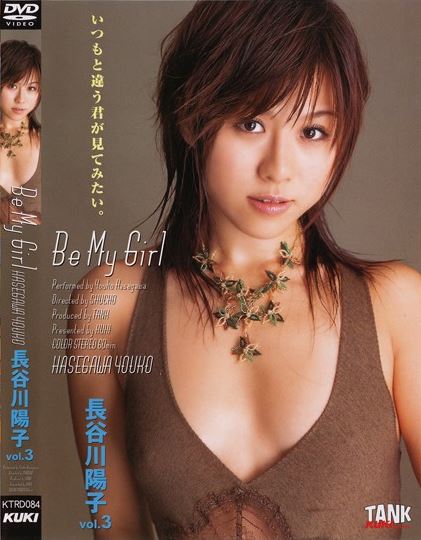 DVD
VIDEO
Be My Girl
HASEGAWA YOUKO
長谷川陽子
vol.3
KTRD084
KUKI
いつもと違う君が見てみたい。
Be My Girl
Performed by Youko Hasegawa
Directed by SHUCHO
Produced by TANK
Presented by KUKI
COLOR STEREO 60min
HASEGAWA YOUKO
長谷川陽子
vol.3
TANK
KUKI